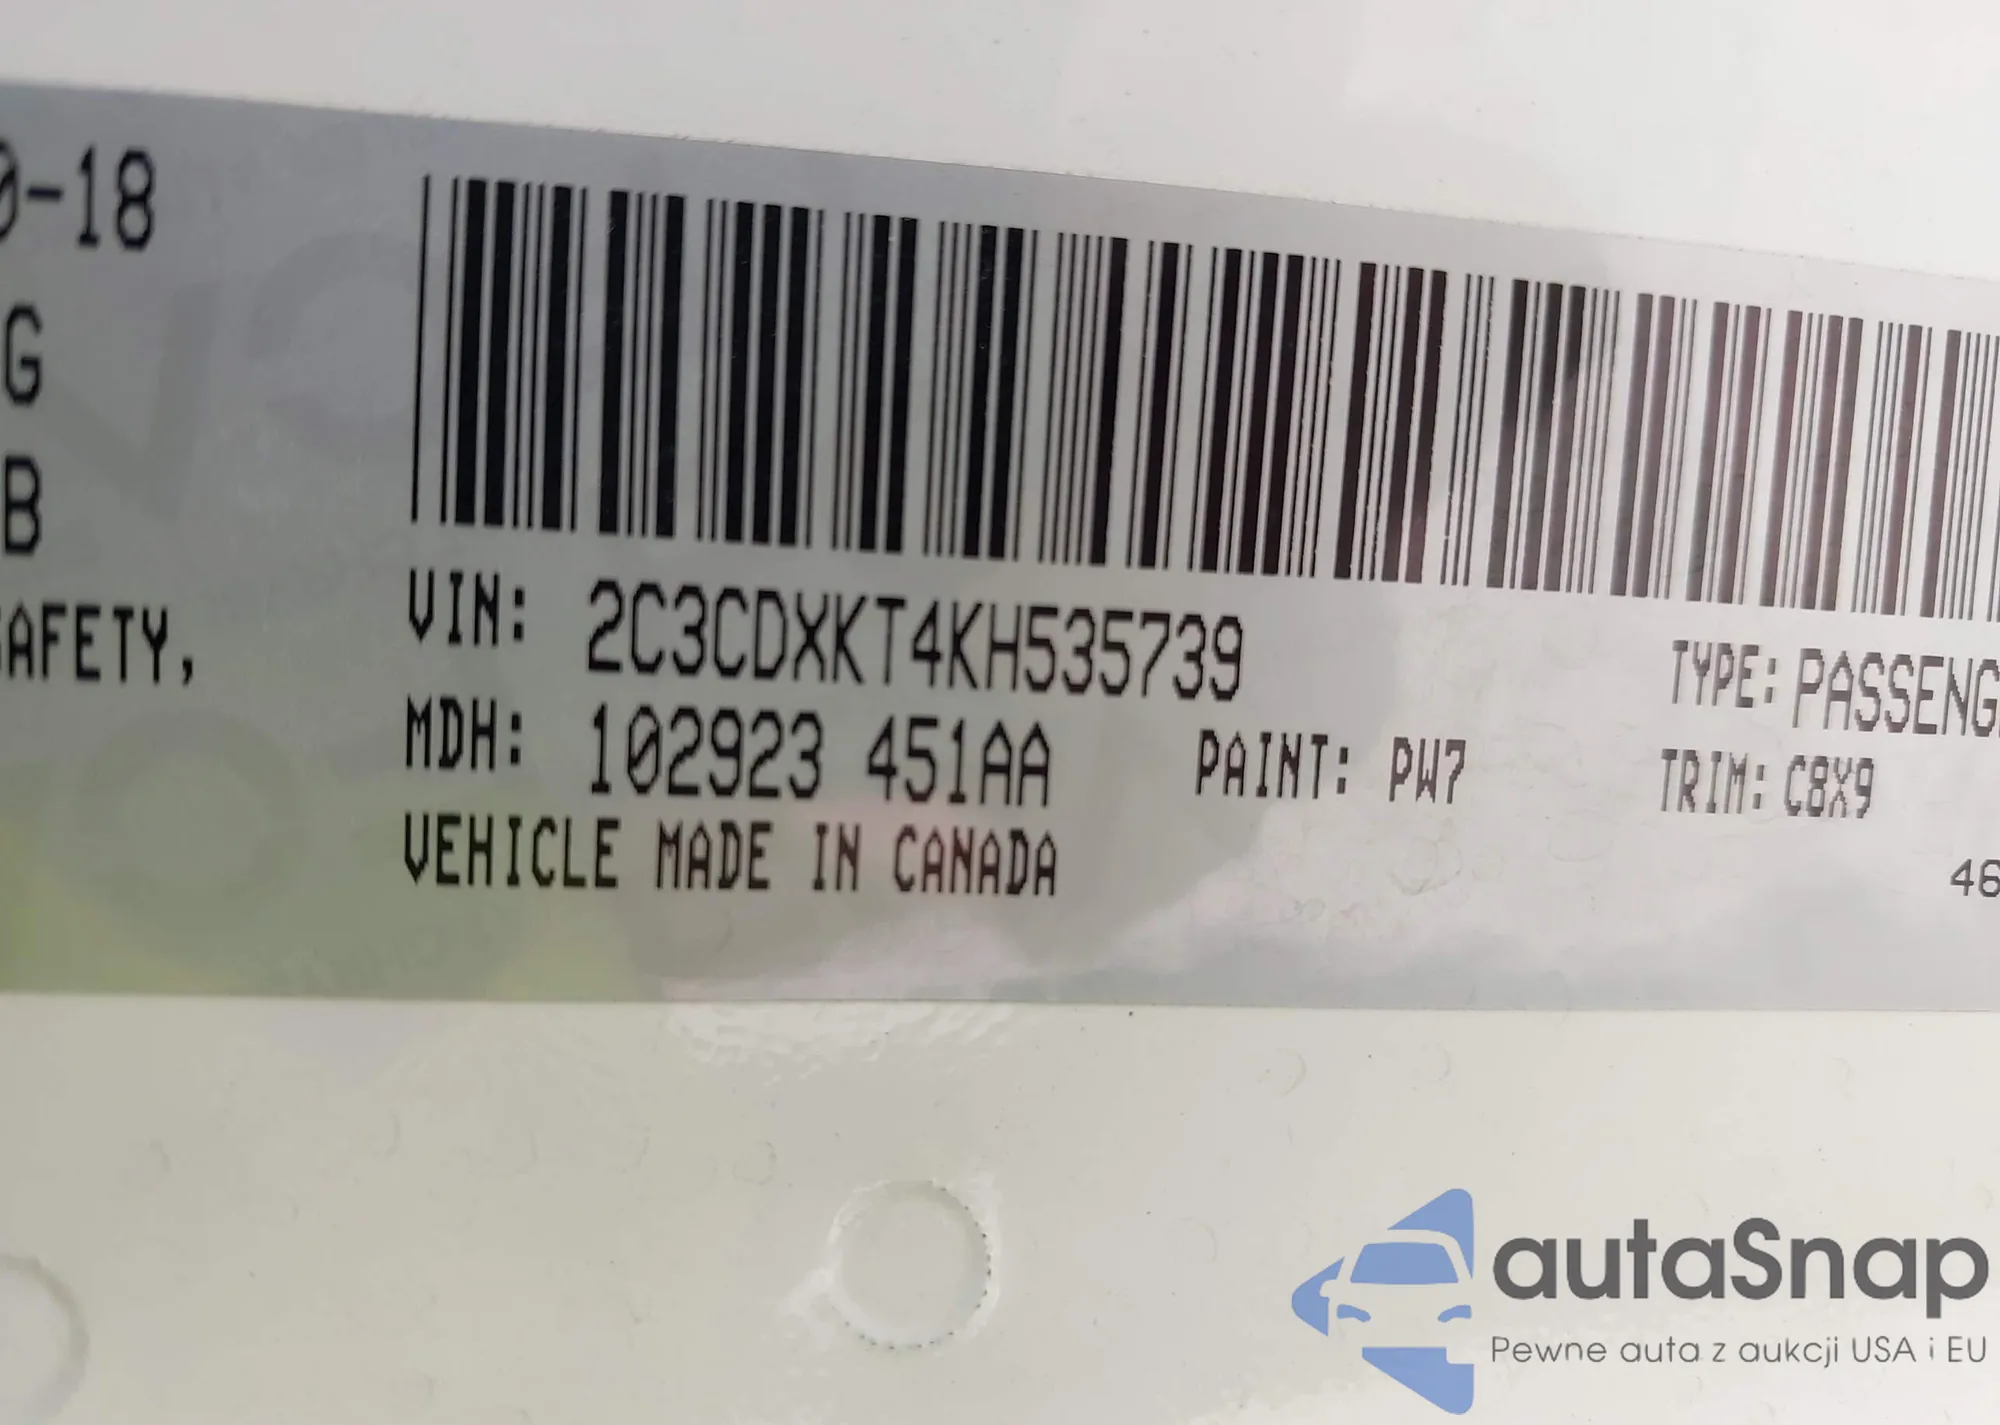 0-18
G
B
SAFETY,
VIN: 2C3CDXKT4KH535739
TYPE: PASSENG
MDH: 102923 451AA
PAINT: PW7
TRIM: C8X9
VEHICLE MADE IN CANADA
46
autaSnap
Pewne auta z aukcji USA i EU